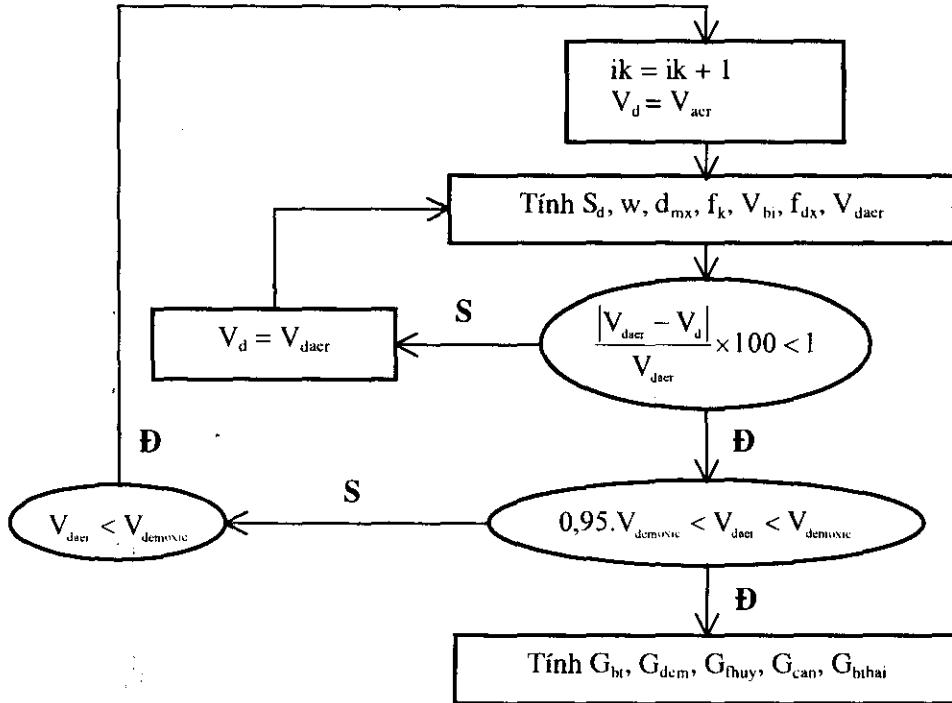 ik = ik + 1
V_d = V_aer
Tính S_d, w, d_mx, f_k, V_bi, f_dx, V_daer
S
V_d = V_daer
|V_daer − V_d| / V_daer × 100 < 1
Đ
Đ
S
V_daer < V_demoxic
0,95.V_demoxic < V_daer < V_demoxic
Đ
Tính G_bt, G_dem, G_fhuy, G_can, G_bthai